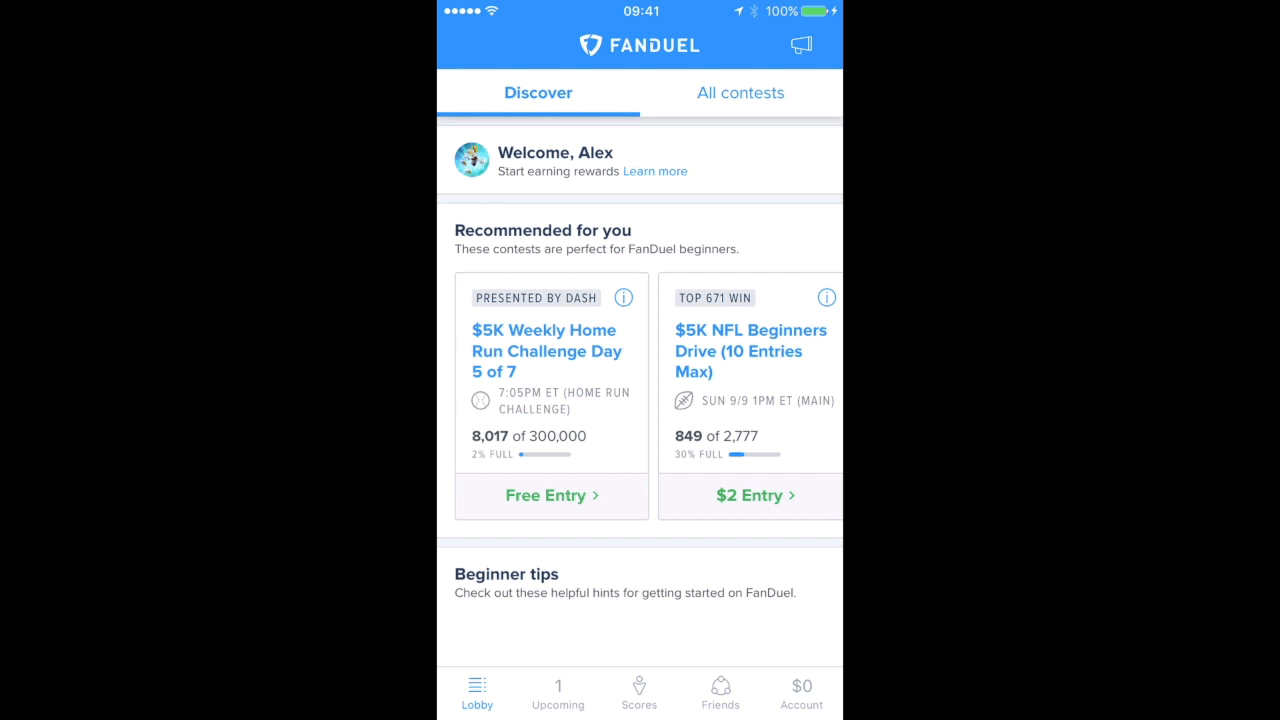 09:41
100%
FANDUEL
Discover
All contests
Welcome, Alex
Start earning rewards Learn more
Recommended for you
These contests are perfect for FanDuel beginners.
PRESENTED BY DASH
$5K Weekly Home
Run Challenge Day
5 of 7
7:05PM ET (HOME RUN
CHALLENGE)
8,017 of 300,000
2% FULL
Free Entry >
TOP 671 WIN
$5K NFL Beginners
Drive (10 Entries
Max)
SUN 9/9 1PM ET (MAIN)
849 of 2,777
30% FULL
$2 Entry >
Beginner tips
Check out these helpful hints for getting started on FanDuel.
Lobby
1
Upcoming
Scores
Friends
$0
Account